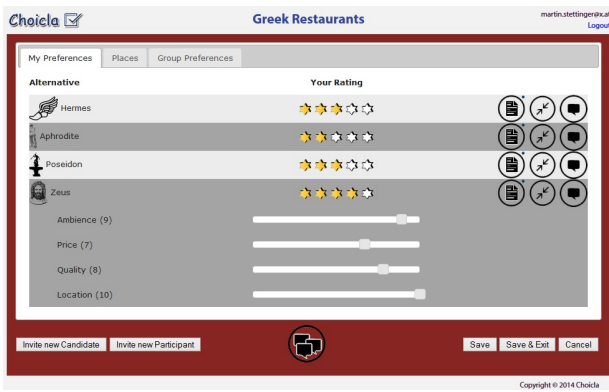 Choicla
Greek Restaurants
martin.stettinger@x.at
Logout
My Preferences Places Group Preferences
Alternative Your Rating
Hermes
Aphrodite
Poseidon
Zeus
Ambience (9)
Price (7)
Quality (8)
Location (10)
Invite new Candidate Invite new Participant Save Save & Exit Cancel
Copyright © 2014 Choicla